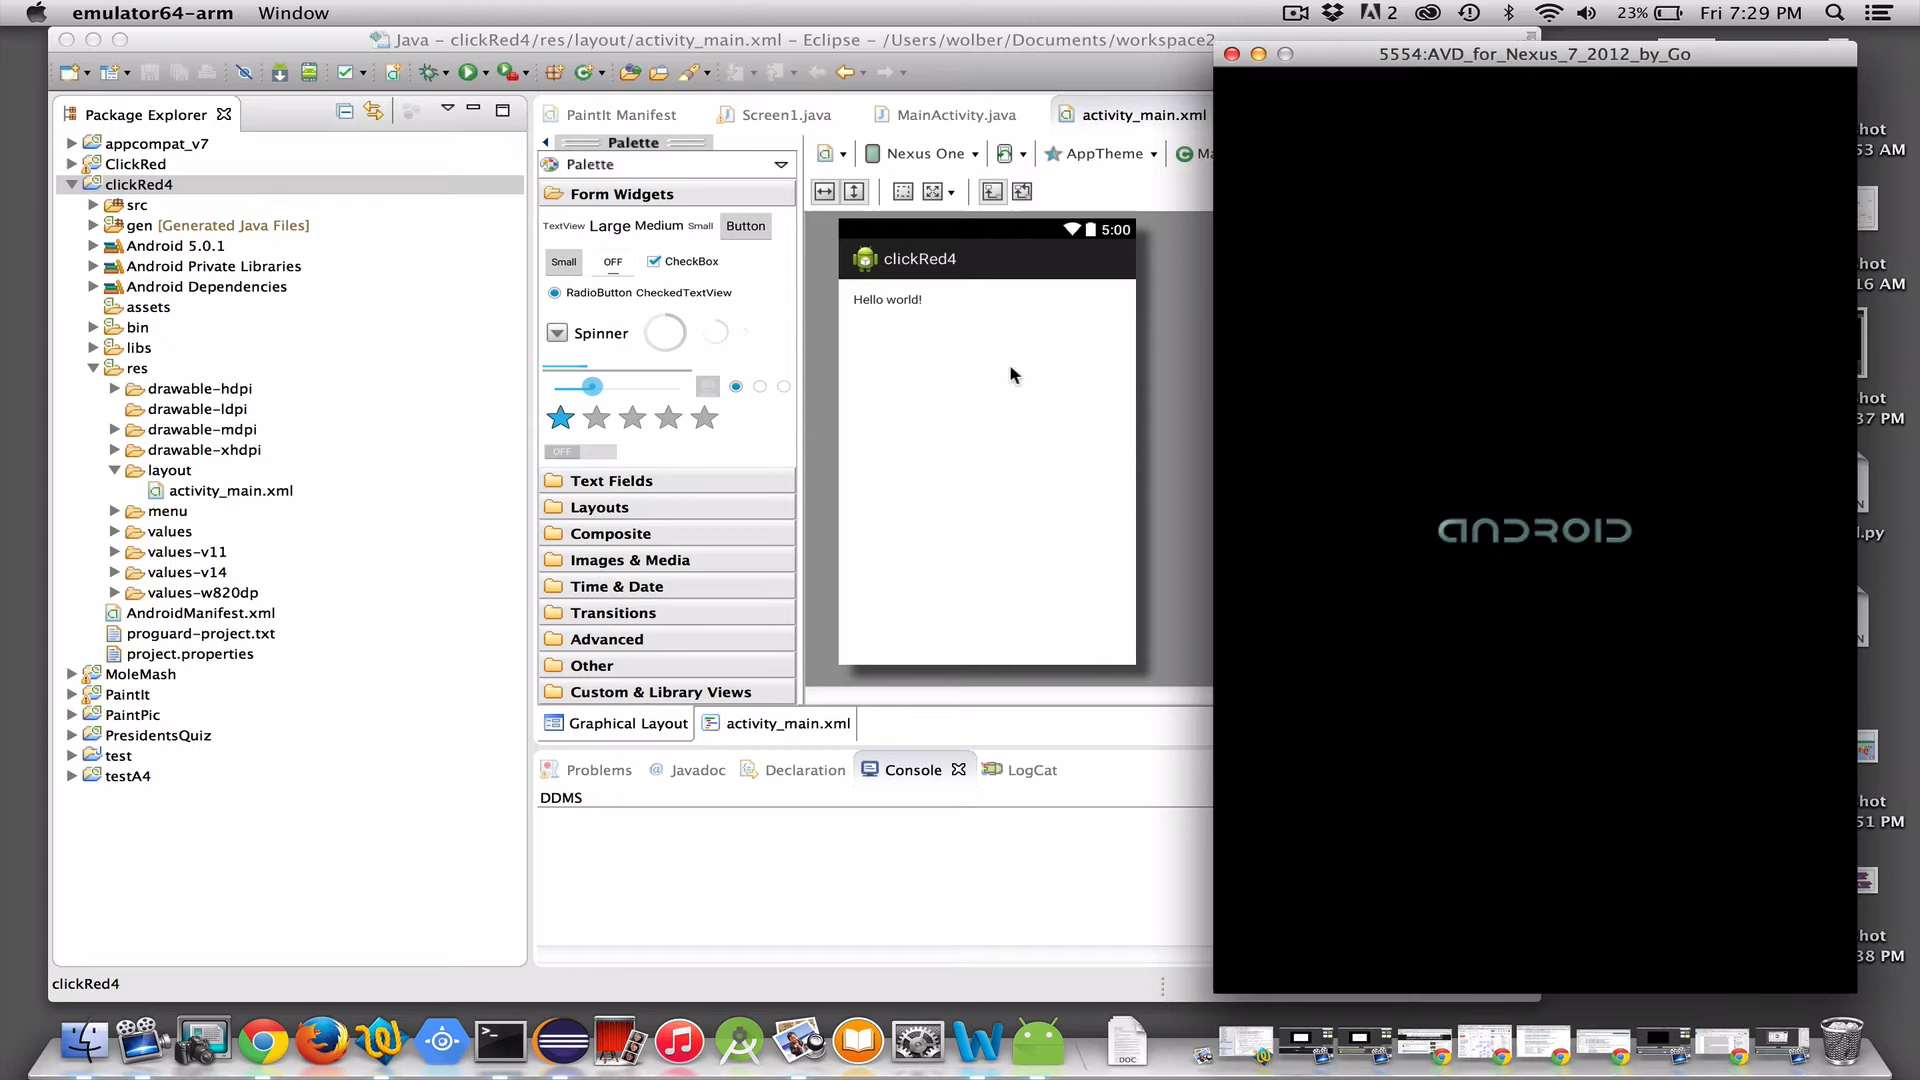 emulator64-arm Window
2 23% Fri 7:29 PM
Java - clickRed4/res/layout/activity_main.xml - Eclipse - /Users/wolber/Documents/workspace2
5554:AVD_for_Nexus_7_2012_by_Go
Package Explorer
appcompat_v7
ClickRed
clickRed4
src
gen [Generated Java Files]
Android 5.0.1
Android Private Libraries
Android Dependencies
assets
bin
libs
res
drawable-hdpi
drawable-ldpi
drawable-mdpi
drawable-xhdpi
layout
activity_main.xml
menu
values
values-v11
values-v14
values-w820dp
AndroidManifest.xml
proguard-project.txt
project.properties
MoleMash
PaintIt
PaintPic
PresidentsQuiz
test
testA4
clickRed4
PaintIt Manifest Screen1.java MainActivity.java activity_main.xml
Palette
Palette
Nexus One AppTheme Ma
Form Widgets
TextView Large Medium Small Button
Small OFF CheckBox
RadioButton CheckedTextView
Spinner
OFF
Text Fields
Layouts
Composite
Images & Media
Time & Date
Transitions
Advanced
Other
Custom & Library Views
5:00
clickRed4
Hello world!
Graphical Layout activity_main.xml
Problems @ Javadoc Declaration Console LogCat
DDMS
ANDROID
hot
53 AM
hot
16 AM
hot
37 PM
l.py
hot
51 PM
hot
38 PM
DOC